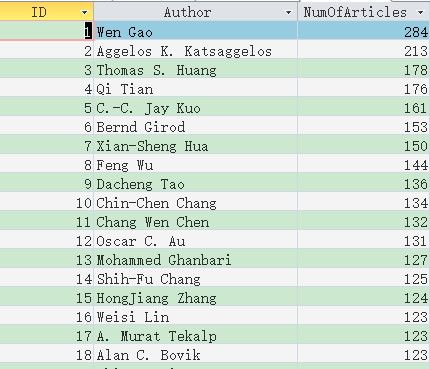 ID Author NumOfArticles
1 Wen Gao 284
2 Aggelos K. Katsaggelos 213
3 Thomas S. Huang 178
4 Qi Tian 176
5 C.-C. Jay Kuo 161
6 Bernd Girod 153
7 Xian-Sheng Hua 150
8 Feng Wu 144
9 Dacheng Tao 136
10 Chin-Chen Chang 134
11 Chang Wen Chen 132
12 Oscar C. Au 131
13 Mohammed Ghanbari 127
14 Shih-Fu Chang 125
15 HongJiang Zhang 124
16 Weisi Lin 123
17 A. Murat Tekalp 123
18 Alan C. Bovik 123